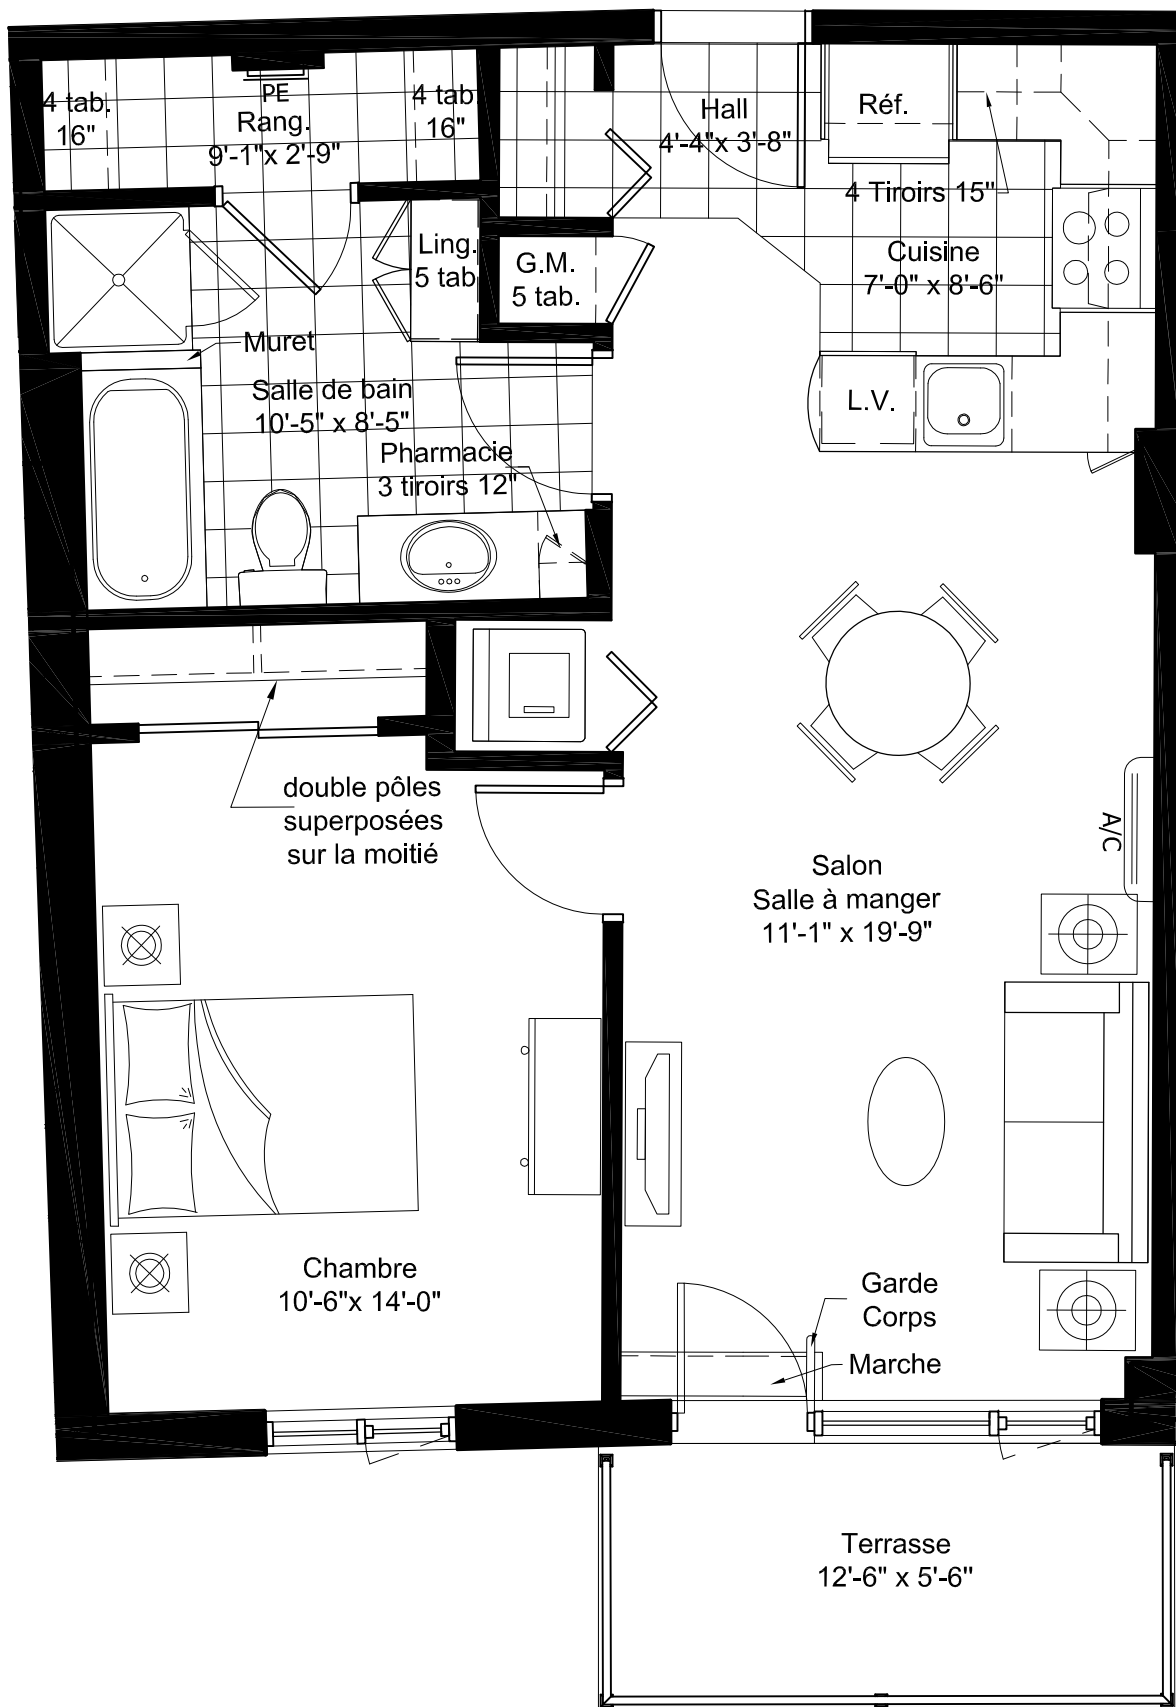 4 tab.
16"
PE
Rang.
9'-1"x 2'-9"
4 tab.
16"
Hall
4'-4"x 3'-8"
Réf.
4 Tiroirs 15"
Cuisine
7'-0" x 8'-6"
Ling.
5 tab
G.M.
5 tab.
Muret
Salle de bain
10'-5" x 8'-5"
L.V.
Pharmacie
3 tiroirs 12"
double pôles
superposées
sur la moitié
A/C
Salon
Salle à manger
11'-1" x 19'-9"
Chambre
10'-6"x 14'-0"
Garde
Corps
Marche
Terrasse
12'-6" x 5'-6"